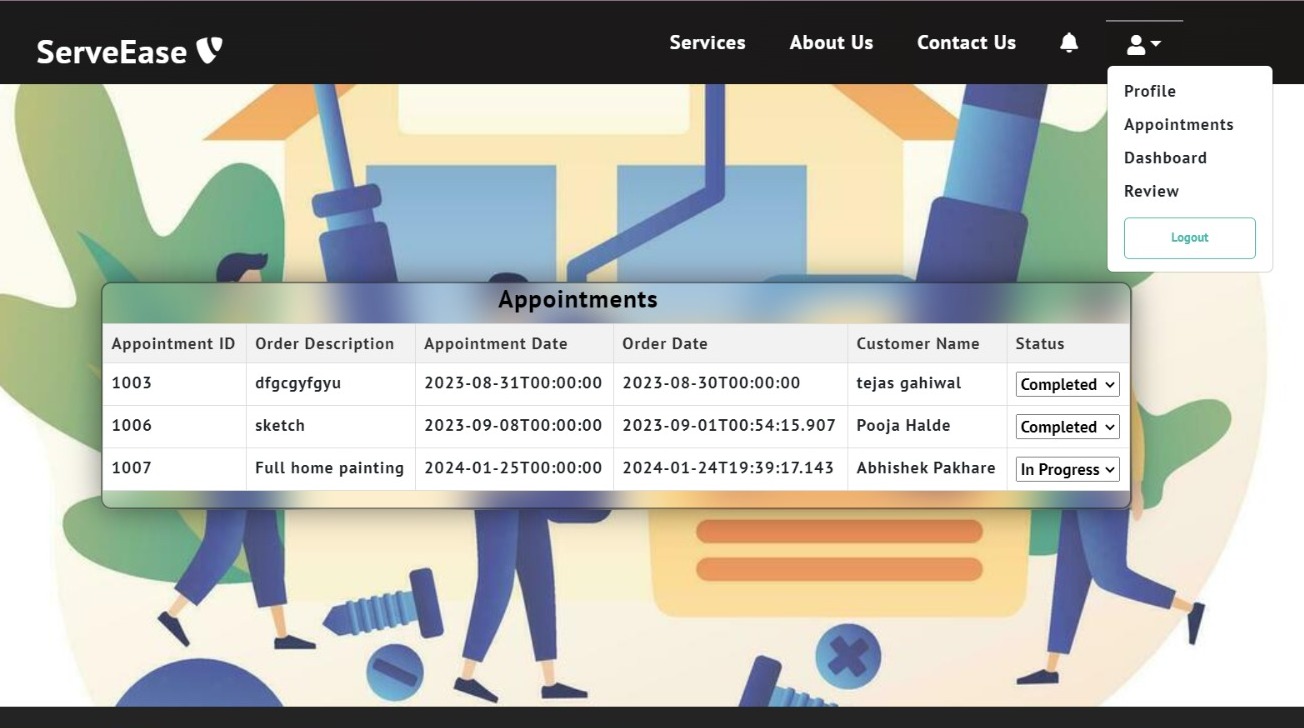 ServeEase
Services About Us Contact Us
Profile
Appointments
Dashboard
Review
Logout
Appointments
Appointment ID Order Description Appointment Date Order Date Customer Name Status
1003 dfgcgyfgyu 2023-08-31T00:00:00 2023-08-30T00:00:00 tejas gahiwal Completed
1006 sketch 2023-09-08T00:00:00 2023-09-01T00:54:15.907 Pooja Halde Completed
1007 Full home painting 2024-01-25T00:00:00 2024-01-24T19:39:17.143 Abhishek Pakhare In Progress